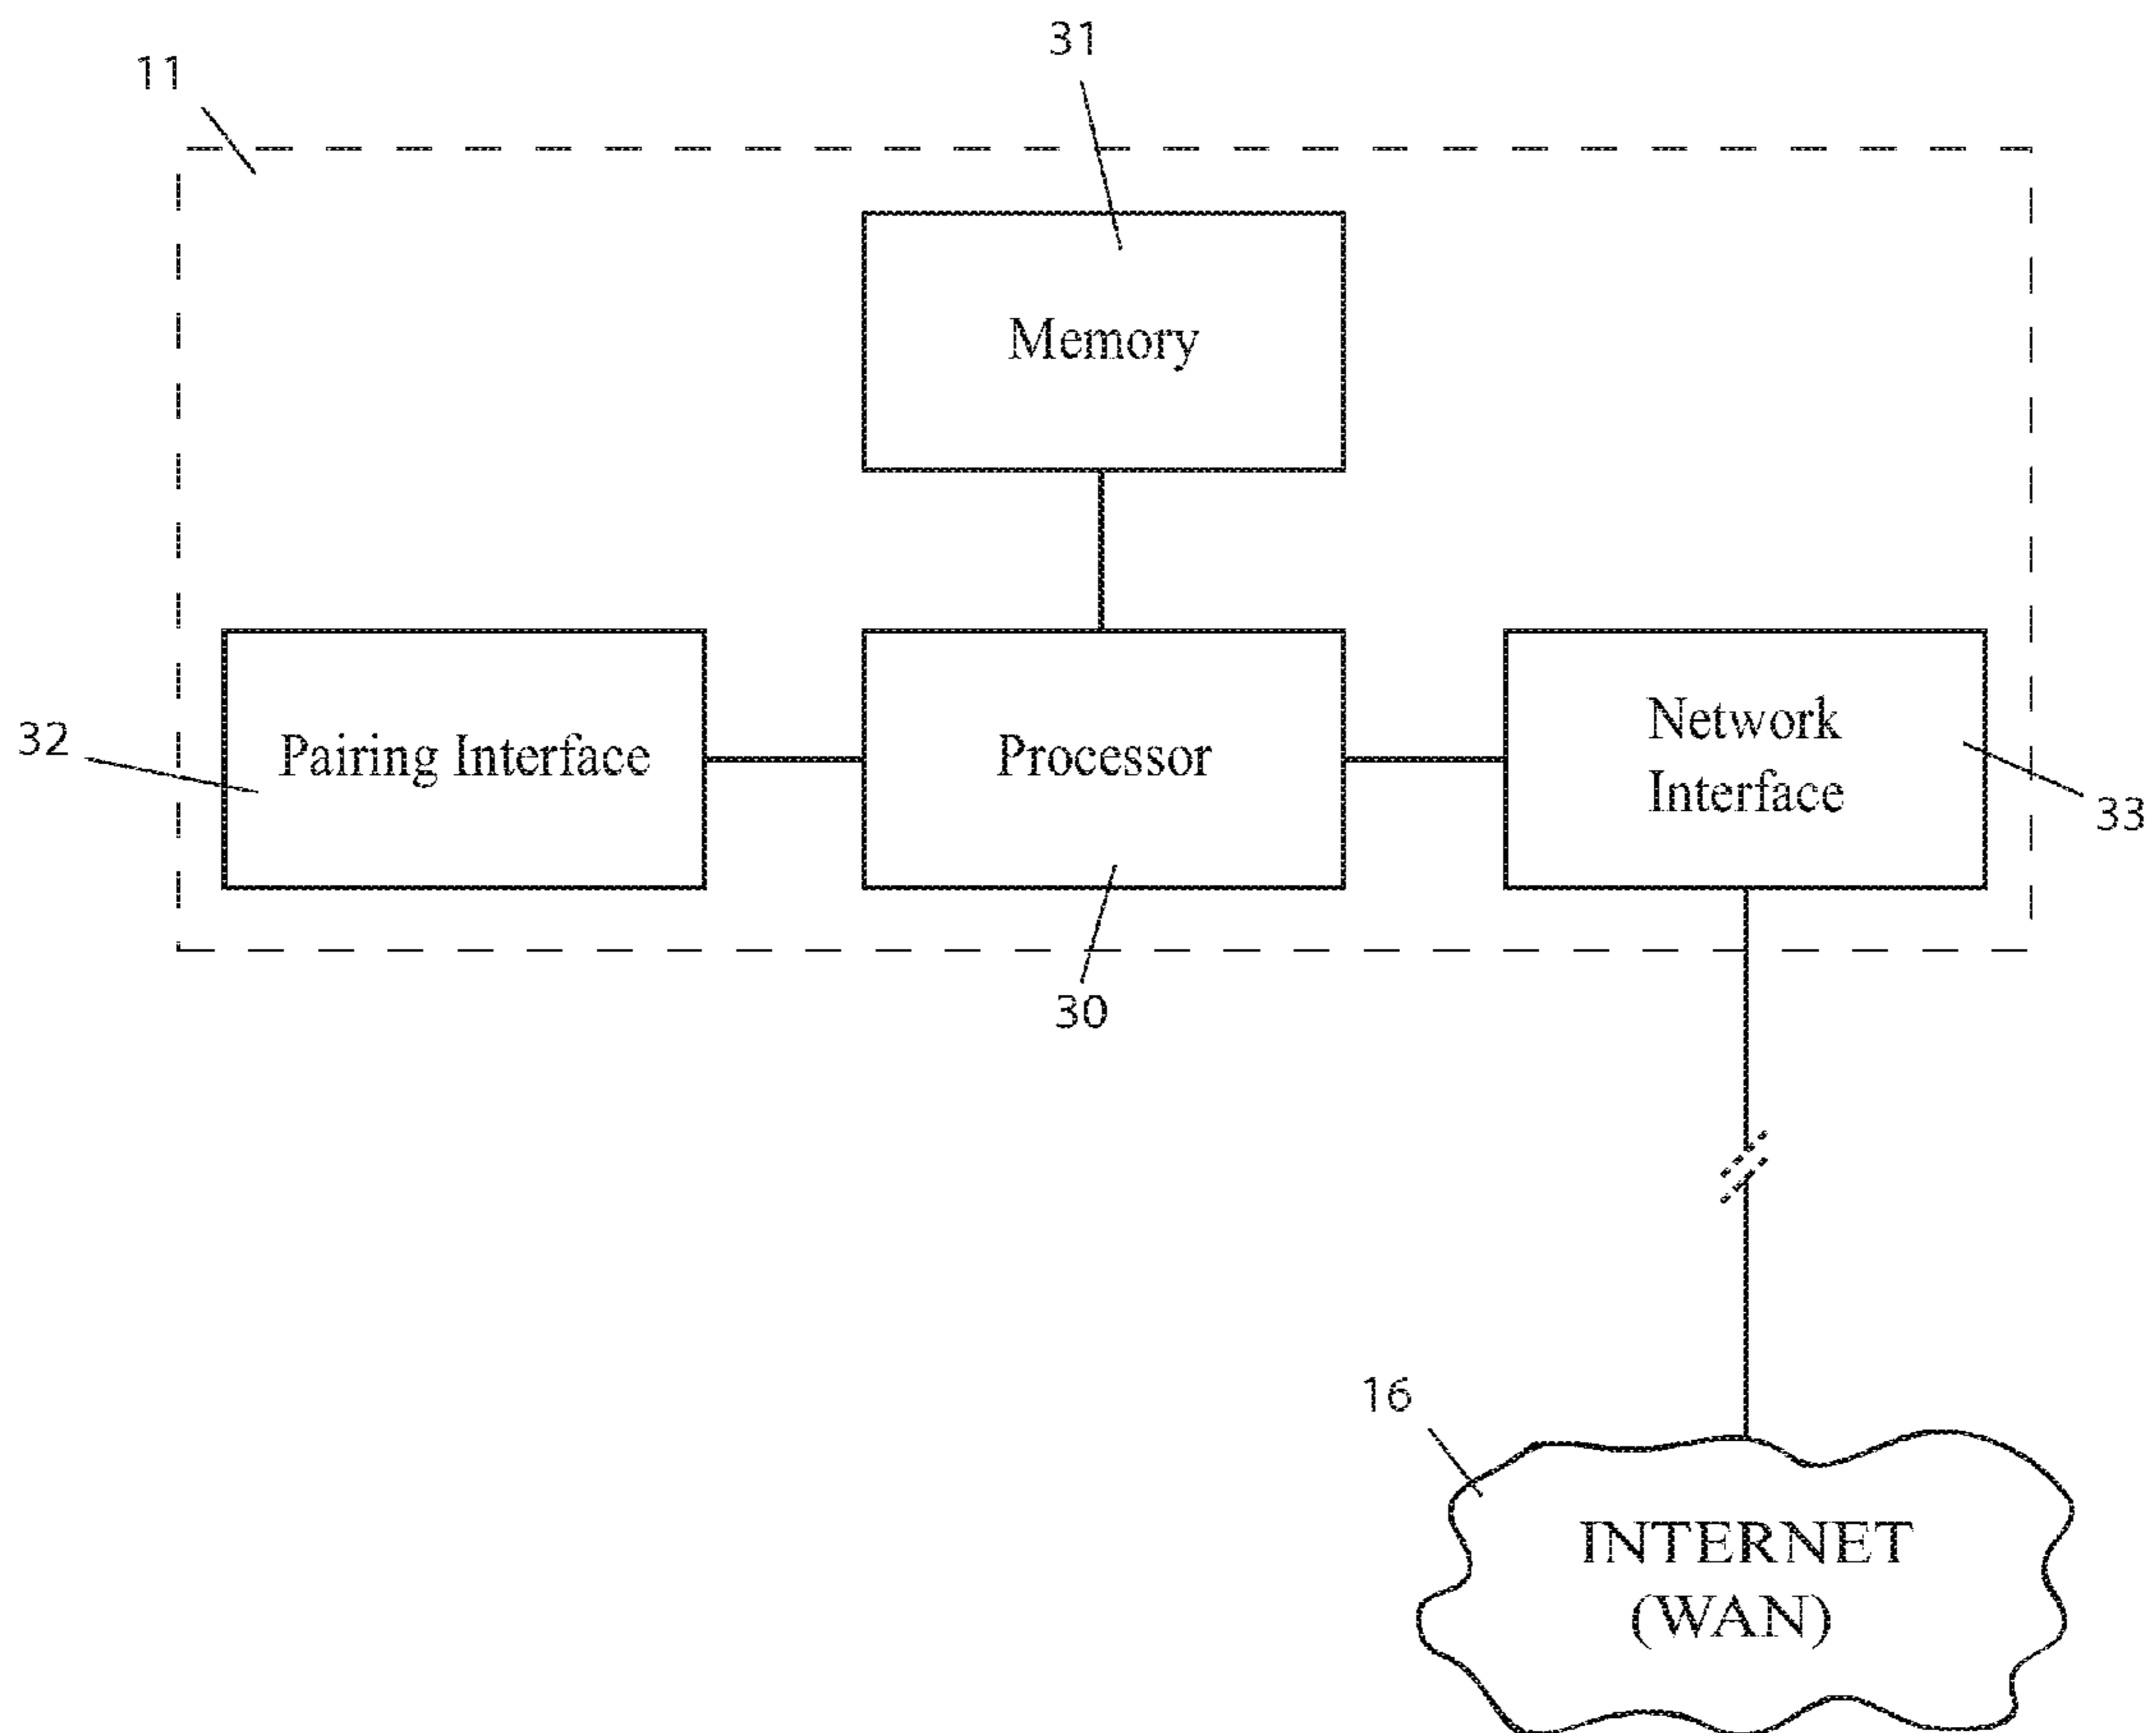 31
11
Memory
32
Pairing Interface
Processor
Network
Interface
33
30
16
INTERNET
(WAN)